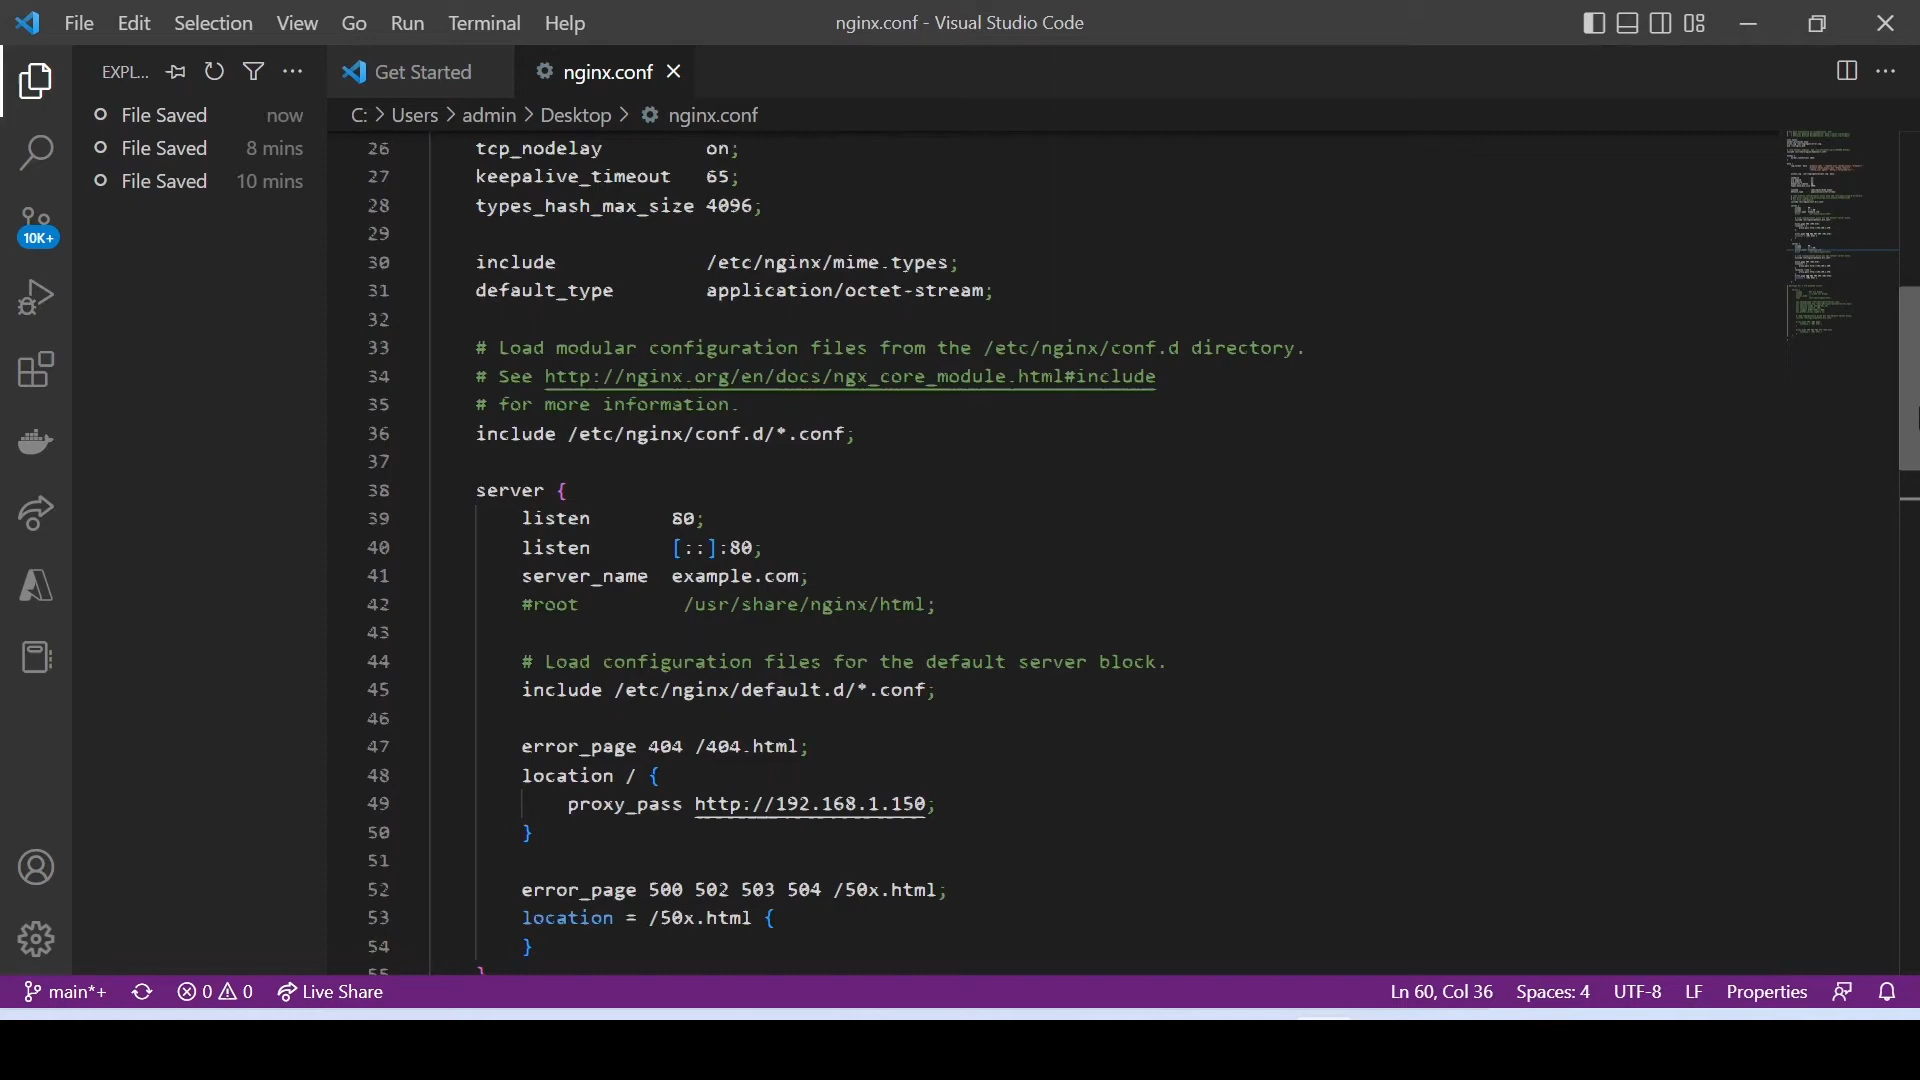 File Edit Selection View Go Run Terminal Help
nginx.conf - Visual Studio Code
EXPL...
Get Started
nginx.conf
File Saved now
File Saved 8 mins
File Saved 10 mins
10K+
C: > Users > admin > Desktop > nginx.conf
26 tcp_nodelay on;
27 keepalive_timeout 65;
28 types_hash_max_size 4096;
29
30 include /etc/nginx/mime.types;
31 default_type application/octet-stream;
32
33 # Load modular configuration files from the /etc/nginx/conf.d directory.
34 # See http://nginx.org/en/docs/ngx_core_module.html#include
35 # for more information.
36 include /etc/nginx/conf.d/*.conf;
37
38 server {
39 listen 80;
40 listen [::]:80;
41 server_name example.com;
42 #root /usr/share/nginx/html;
43
44 # Load configuration files for the default server block.
45 include /etc/nginx/default.d/*.conf;
46
47 error_page 404 /404.html;
48 location / {
49 proxy_pass http://192.168.1.150;
50 }
51
52 error_page 500 502 503 504 /50x.html;
53 location = /50x.html {
54 }
55 }
main*+
0
0
Live Share
Ln 60, Col 36
Spaces: 4
UTF-8
LF
Properties